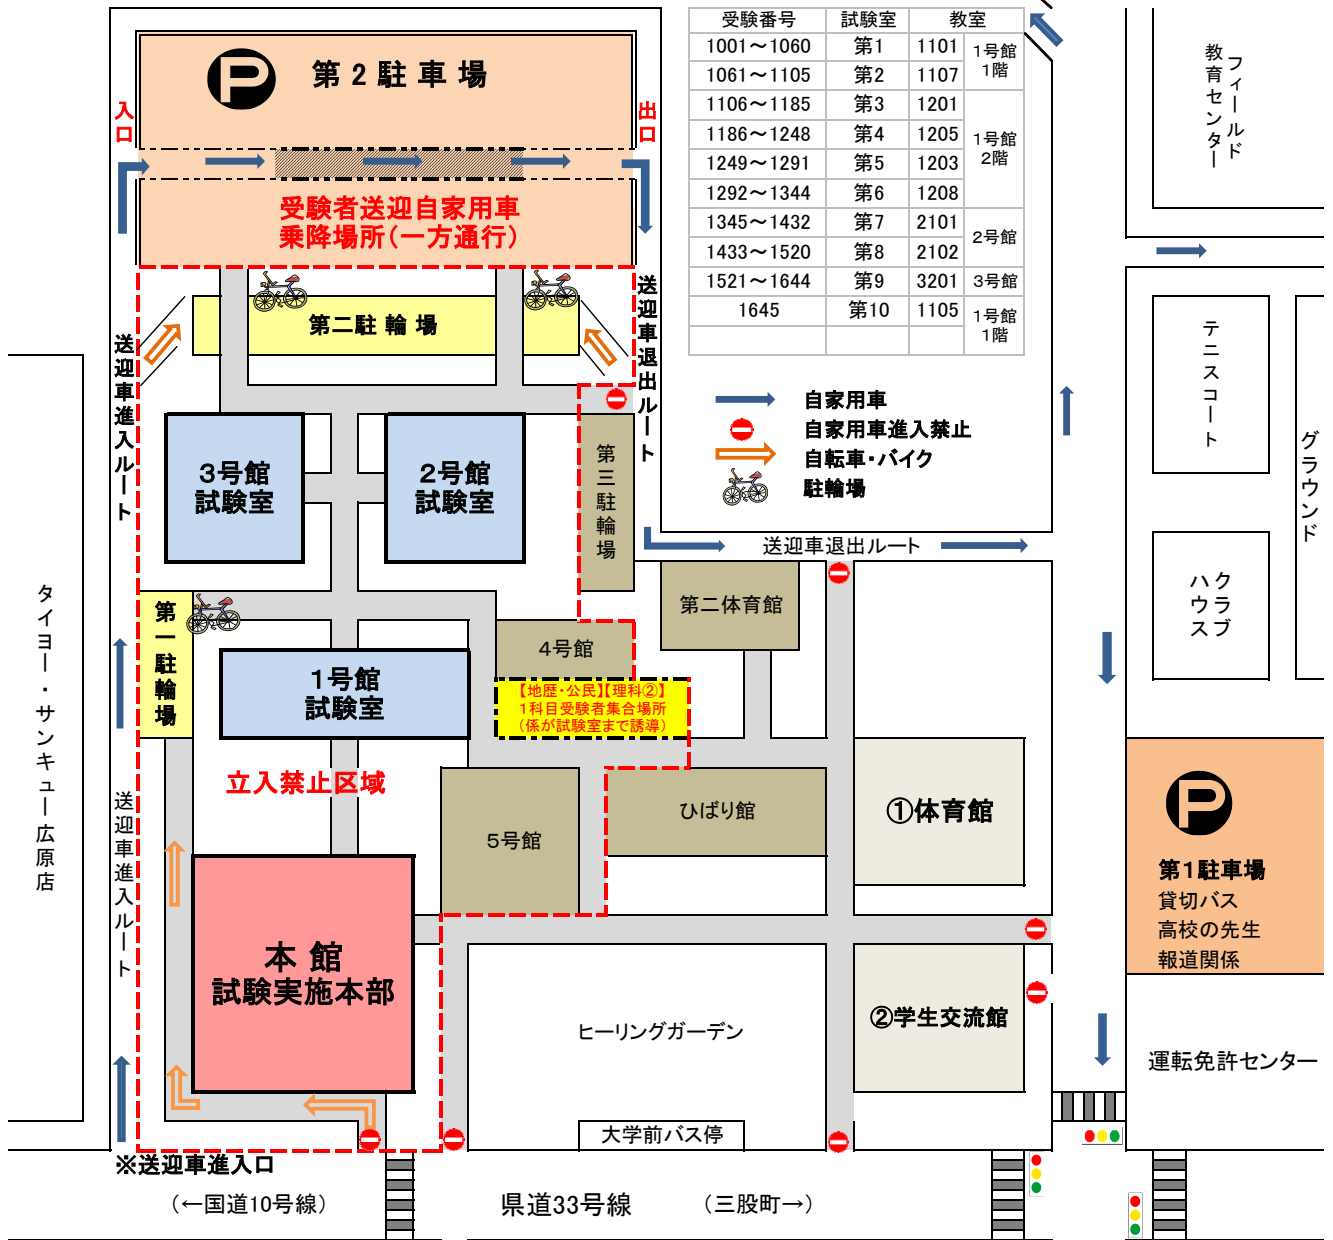 受験番号 試験室 教室
1001～1060 第1 1101 1号館
1階
1061～1105 第2 1107
1106～1185 第3 1201 1号館
2階
1186～1248 第4 1205
1249～1291 第5 1203
1292～1344 第6 1208
1345～1432 第7 2101 2号館
1433～1520 第8 2102
1521～1644 第9 3201 3号館
1645 第10 1105 1号館
1階
P 第２駐車場
入口
出口
受験者送迎自家用車
乗降場所(一方通行)
第二駐輪場
送迎車進入ルート
送迎車退出ルート
自家用車
自家用車進入禁止
自転車・バイク
駐輪場
フィールド
教育センター
テニスコート
グラウンド
クラブ
ハウス
3号館
試験室
2号館
試験室
第三駐輪場
送迎車退出ルート
第二体育館
第一駐輪場
1号館
試験室
4号館
【地歴・公民】【理科②】
1科目受験者集合場所
(係が試験室まで誘導)
タイヨー・サンキュー広原店
送迎車進入ルート
立入禁止区域
5号館
ひばり館
①体育館
P
第1駐車場
貸切バス
高校の先生
報道関係
本館
試験実施本部
ヒーリングガーデン
②学生交流館
運転免許センター
大学前バス停
※送迎車進入口
(←国道10号線)
県道33号線
(三股町→)